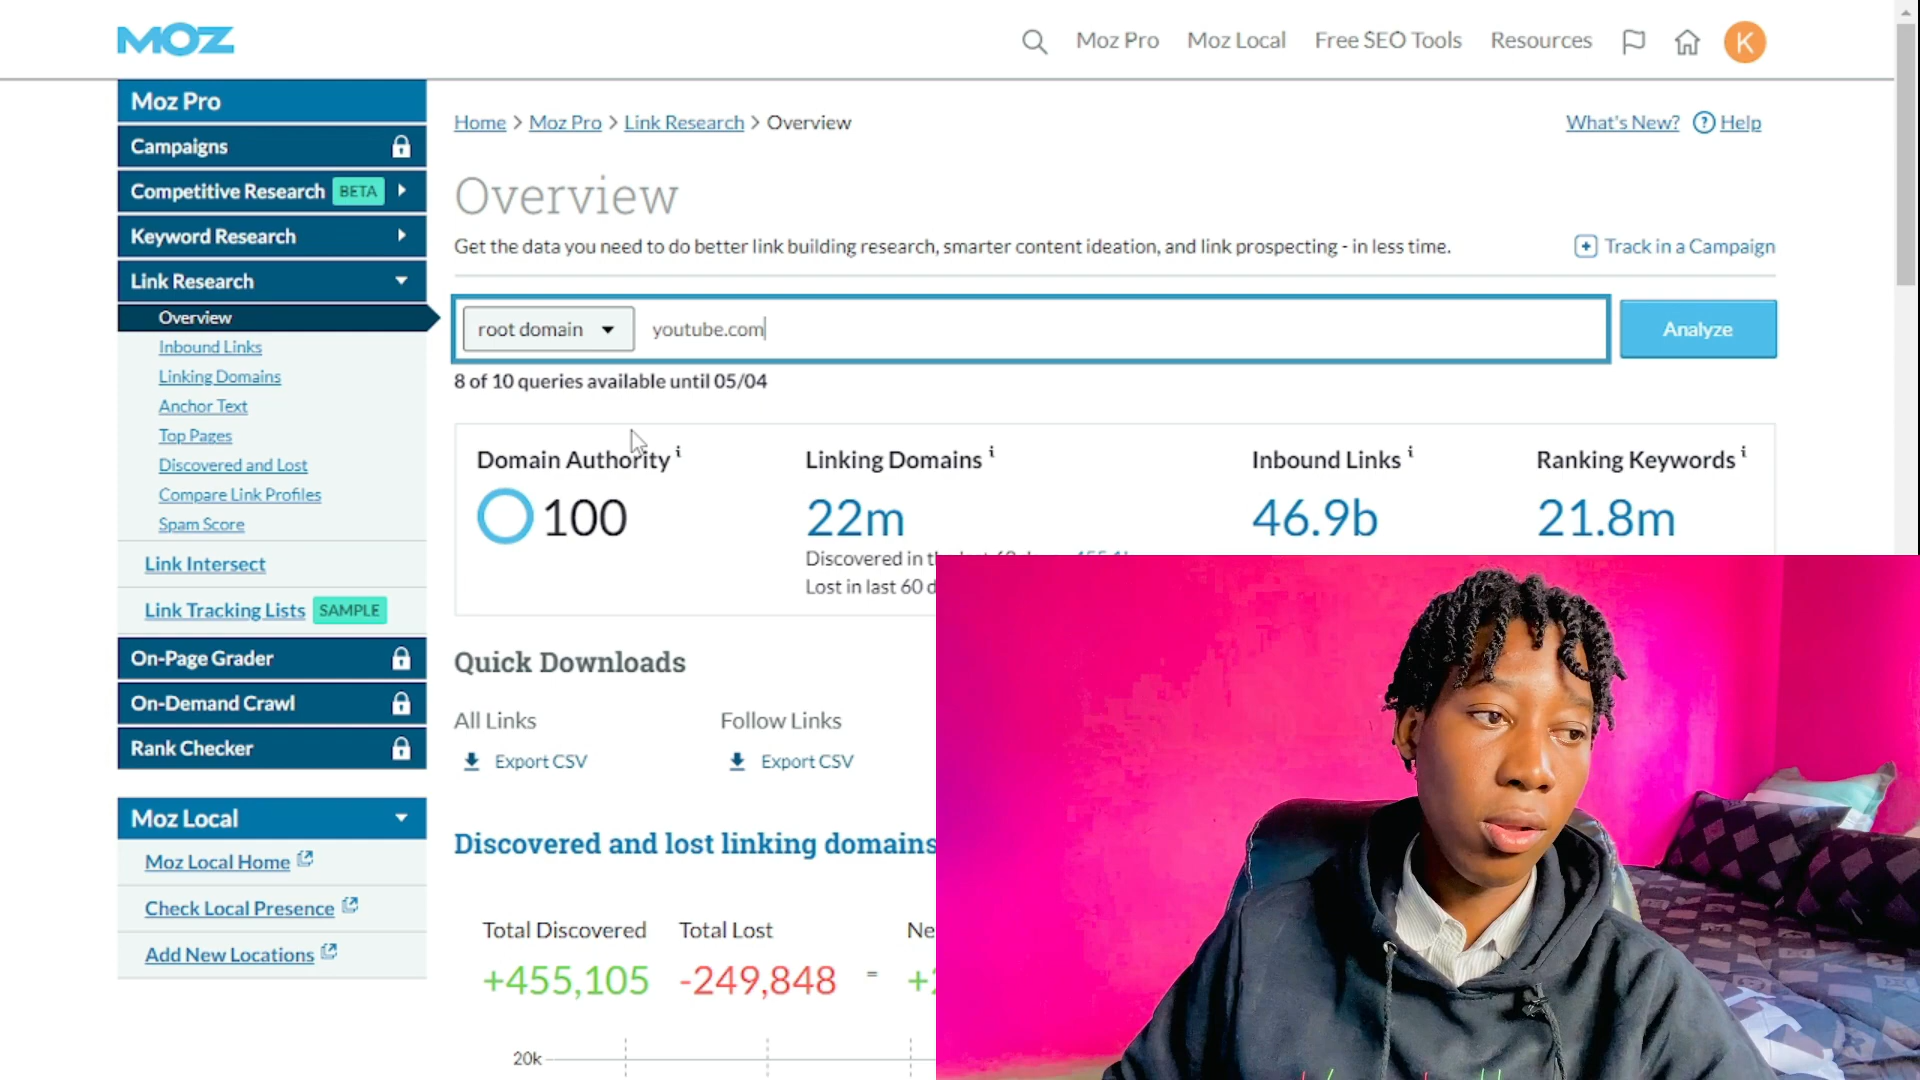 MOZ
Moz Pro
Moz Local
Free SEO Tools
Resources
K
Moz Pro
Campaigns
Competitive Research BETA
Keyword Research
Link Research
Overview
Inbound Links
Linking Domains
Anchor Text
Top Pages
Discovered and Lost
Compare Link Profiles
Spam Score
Link Intersect
Link Tracking Lists SAMPLE
On-Page Grader
On-Demand Crawl
Rank Checker
Moz Local
Moz Local Home
Check Local Presence
Add New Locations
Home > Moz Pro > Link Research > Overview
What's New? ? Help
Overview
Get the data you need to do better link building research, smarter content ideation, and link prospecting - in less time.
Track in a Campaign
root domain youtube.com
Analyze
8 of 10 queries available until 05/04
Domain Authority i
100
Linking Domains i
22m
Discovered in
Lost in last 60
Inbound Links i
46.9b
Ranking Keywords i
21.8m
Quick Downloads
All Links
Export CSV
Follow Links
Export CSV
Discovered and lost linking domains
Total Discovered
+455,105
Total Lost
-249,848
=
20k